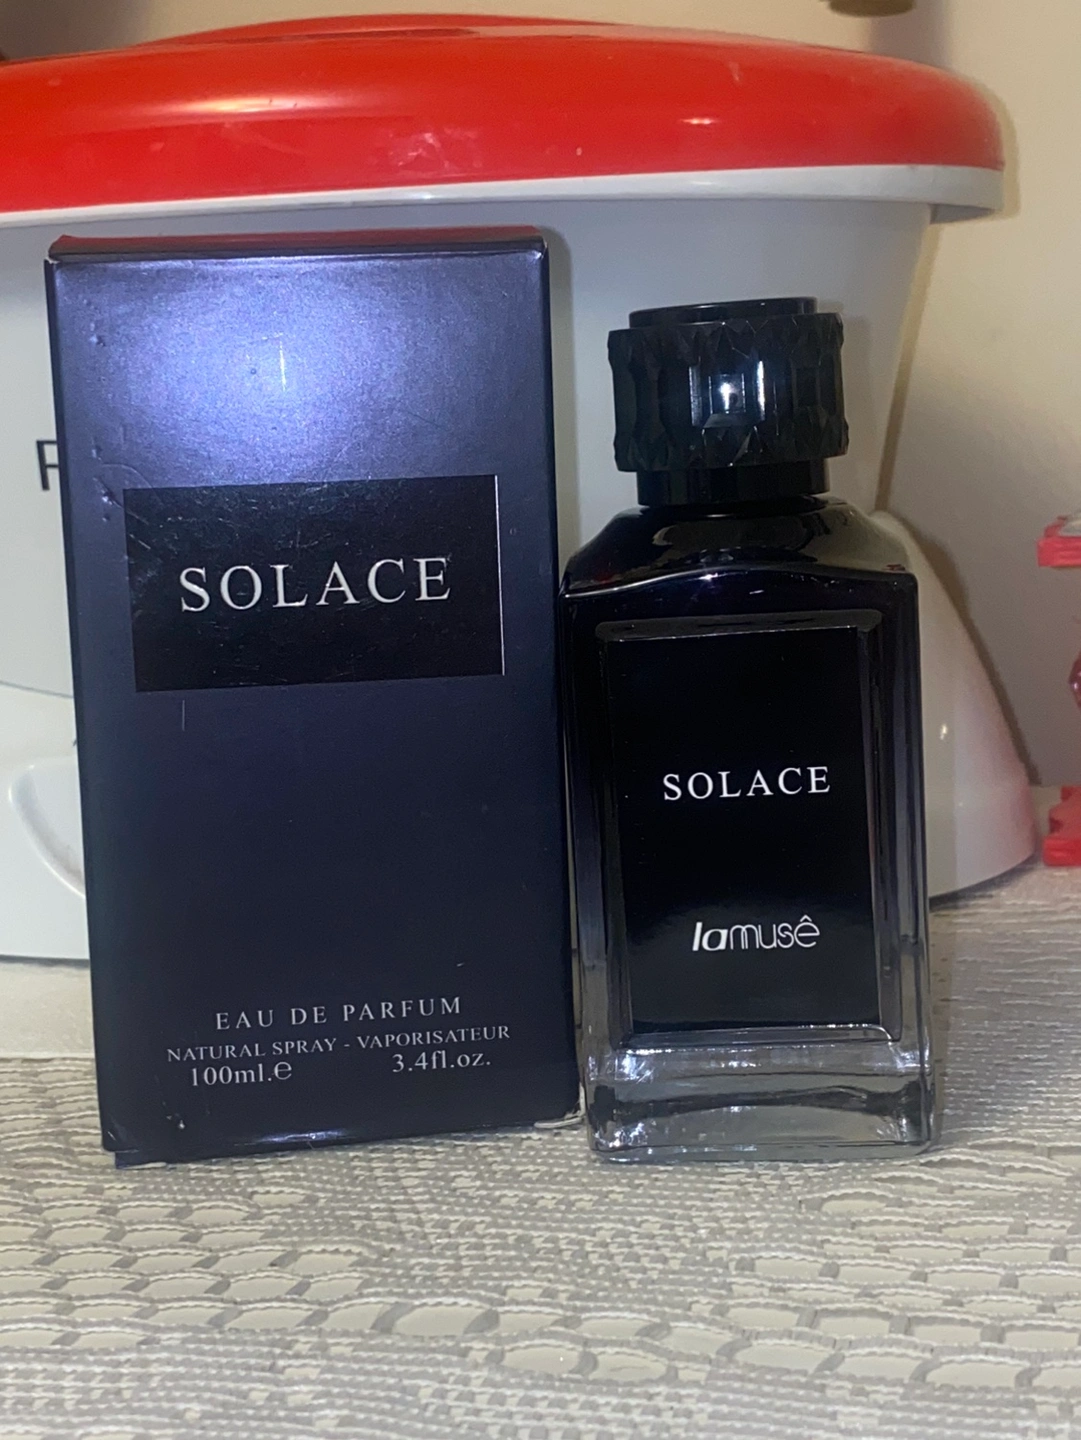 SOLACE
EAU DE PARFUM
NATURAL SPRAY - VAPORISATEUR
100ml.e 3.4fl.oz.
SOLACE
lamusê